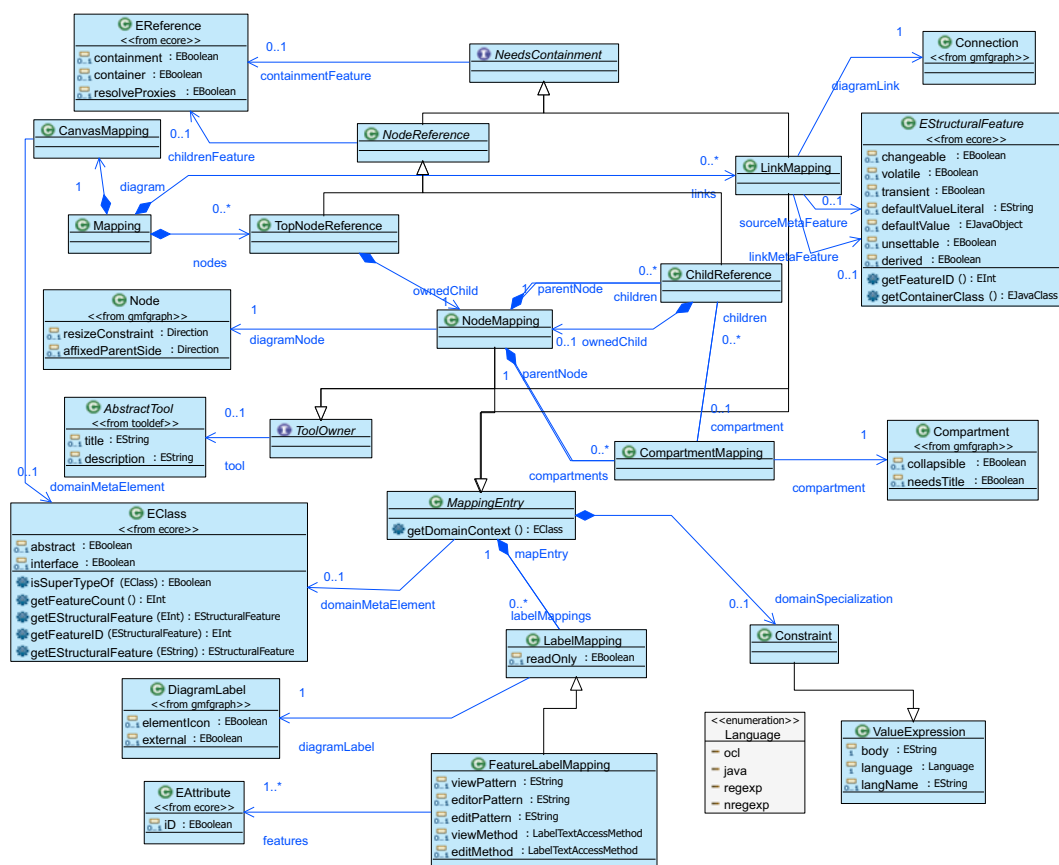 EReference
<<from ecore>>
containment : EBoolean
container : EBoolean
resolveProxies : EBoolean
0..1
containmentFeature
NeedsContainment
1
diagramLink
Connection
<<from gmfgraph>>
CanvasMapping
0..1
childrenFeature
NodeReference
EStructuralFeature
<<from ecore>>
changeable : EBoolean
volatile : EBoolean
transient : EBoolean
defaultValueLiteral : EString
defaultValue : EJavaObject
unsettable : EBoolean
derived : EBoolean
getFeatureID () : EInt
getContainerClass () : EJavaClass
1
diagram
0..*
links
LinkMapping
0..1
sourceMetaFeature
linkMetaFeature
0..1
Mapping
0..*
nodes
TopNodeReference
ownedChild
1
1
parentNode
0..*
children
ChildReference
children
0..*
Node
<<from gmfgraph>>
resizeConstraint : Direction
affixedParentSide : Direction
1
diagramNode
NodeMapping
0..1
ownedChild
1
parentNode
AbstractTool
<<from tooldef>>
title : EString
description : EString
0..1
tool
ToolOwner
0..1
compartment
0..*
compartments
CompartmentMapping
1
compartment
Compartment
<<from gmfgraph>>
collapsible : EBoolean
needsTitle : EBoolean
0..1
domainMetaElement
EClass
<<from ecore>>
abstract : EBoolean
interface : EBoolean
isSuperTypeOf (EClass) : EBoolean
getFeatureCount () : EInt
getEStructuralFeature (EInt) : EStructuralFeature
getFeatureID (EStructuralFeature) : EInt
getEStructuralFeature (EString) : EStructuralFeature
MappingEntry
getDomainContext () : EClass
1
mapEntry
0..1
domainMetaElement
0..*
labelMappings
0..1
domainSpecialization
LabelMapping
readOnly : EBoolean
Constraint
DiagramLabel
<<from gmfgraph>>
elementIcon : EBoolean
external : EBoolean
1
diagramLabel
<<enumeration>>
Language
ocl
java
regexp
nregexp
ValueExpression
body : EString
language : Language
langName : EString
FeatureLabelMapping
viewPattern : EString
editorPattern : EString
editPattern : EString
viewMethod : LabelTextAccessMethod
editMethod : LabelTextAccessMethod
EAttribute
<<from ecore>>
iD : EBoolean
1..*
features